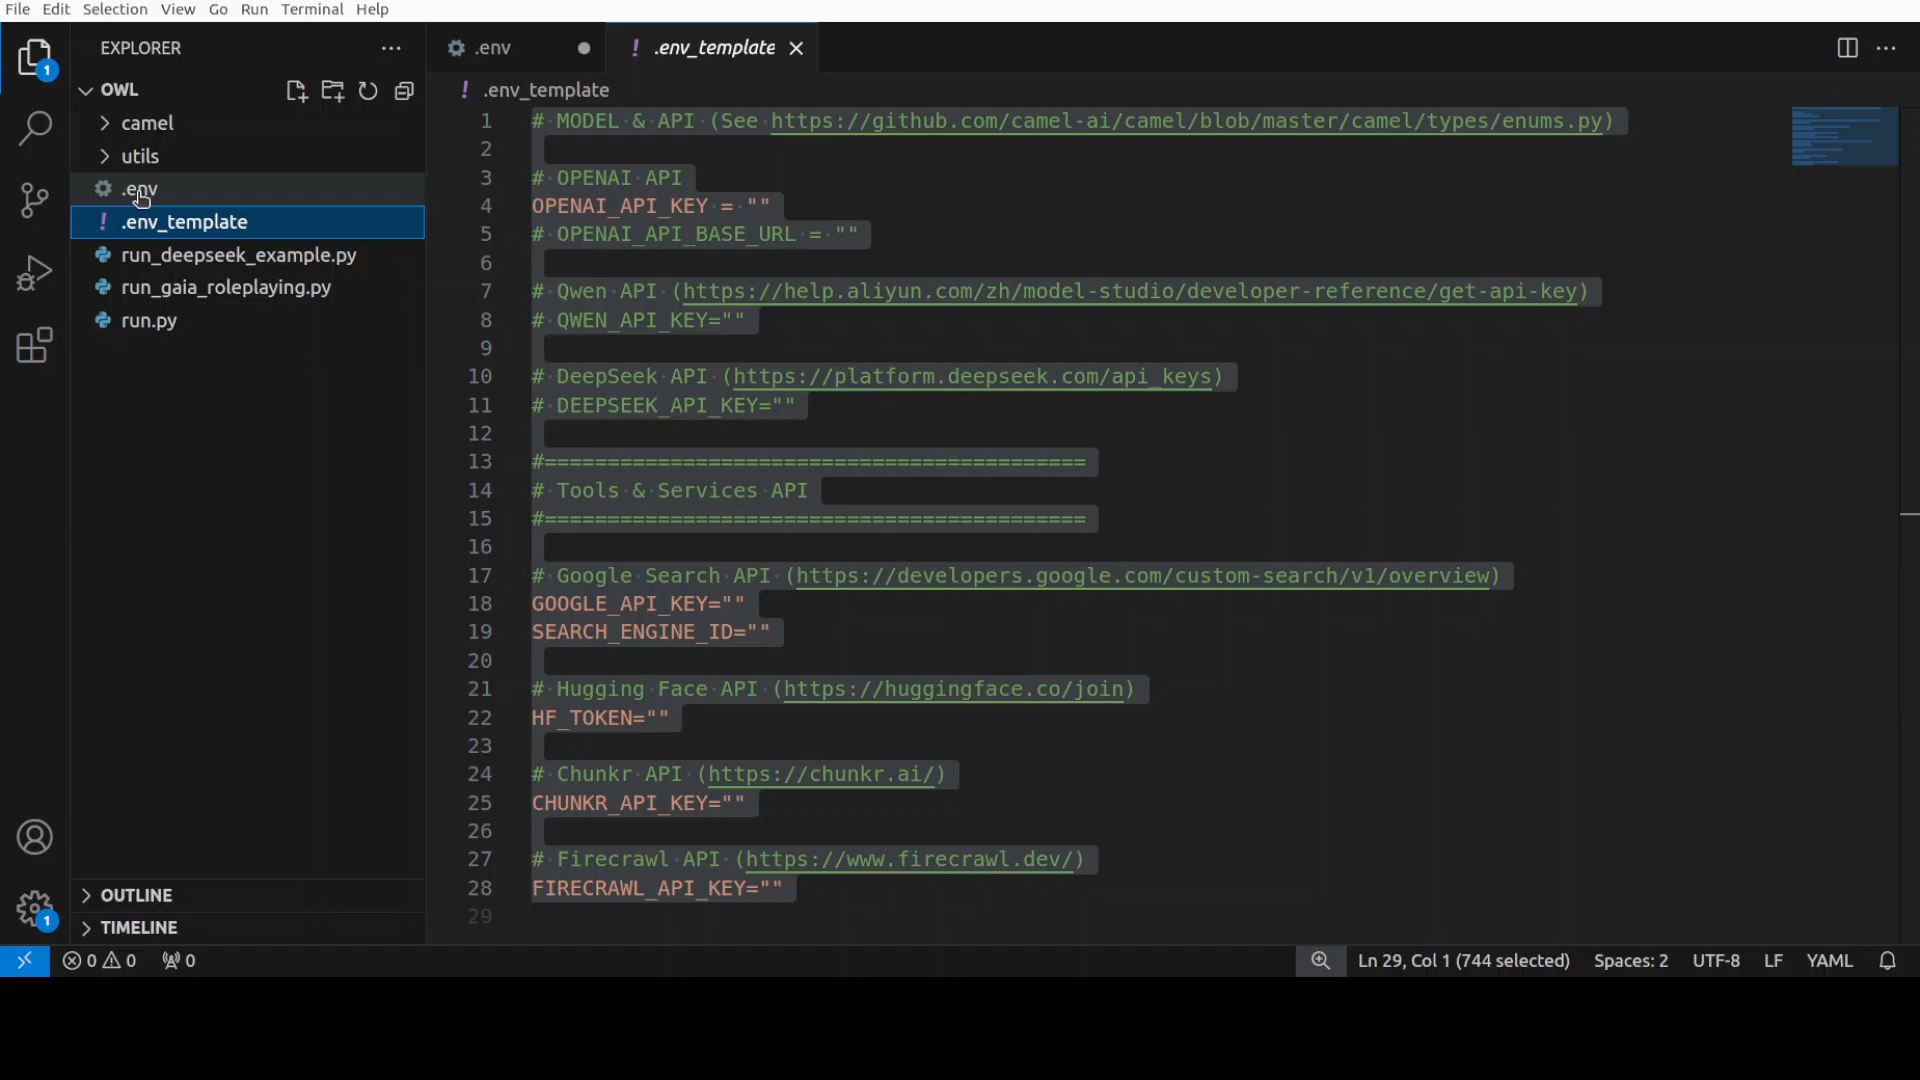 File Edit Selection View Go Run Terminal Help
EXPLORER
OWL
camel
utils
.env
.env_template
run_deepseek_example.py
run_gaia_roleplaying.py
run.py
OUTLINE
TIMELINE
1
1
.env
! .env_template
! .env_template
1 # MODEL & API (See https://github.com/camel-ai/camel/blob/master/camel/types/enums.py)
2
3 # OPENAI API
4 OPENAI_API_KEY = ""
5 # OPENAI_API_BASE_URL = ""
6
7 # Qwen API (https://help.aliyun.com/zh/model-studio/developer-reference/get-api-key)
8 # QWEN_API_KEY=""
9
10 # DeepSeek API (https://platform.deepseek.com/api_keys)
11 # DEEPSEEK_API_KEY=""
12
13 #===========================================
14 # Tools & Services API
15 #===========================================
16
17 # Google Search API (https://developers.google.com/custom-search/v1/overview)
18 GOOGLE_API_KEY=""
19 SEARCH_ENGINE_ID=""
20
21 # Hugging Face API (https://huggingface.co/join)
22 HF_TOKEN=""
23
24 # Chunkr API (https://chunkr.ai/)
25 CHUNKR_API_KEY=""
26
27 # Firecrawl API (https://www.firecrawl.dev/)
28 FIRECRAWL_API_KEY=""
29
0 0 0 Ln 29, Col 1 (744 selected) Spaces: 2 UTF-8 LF YAML